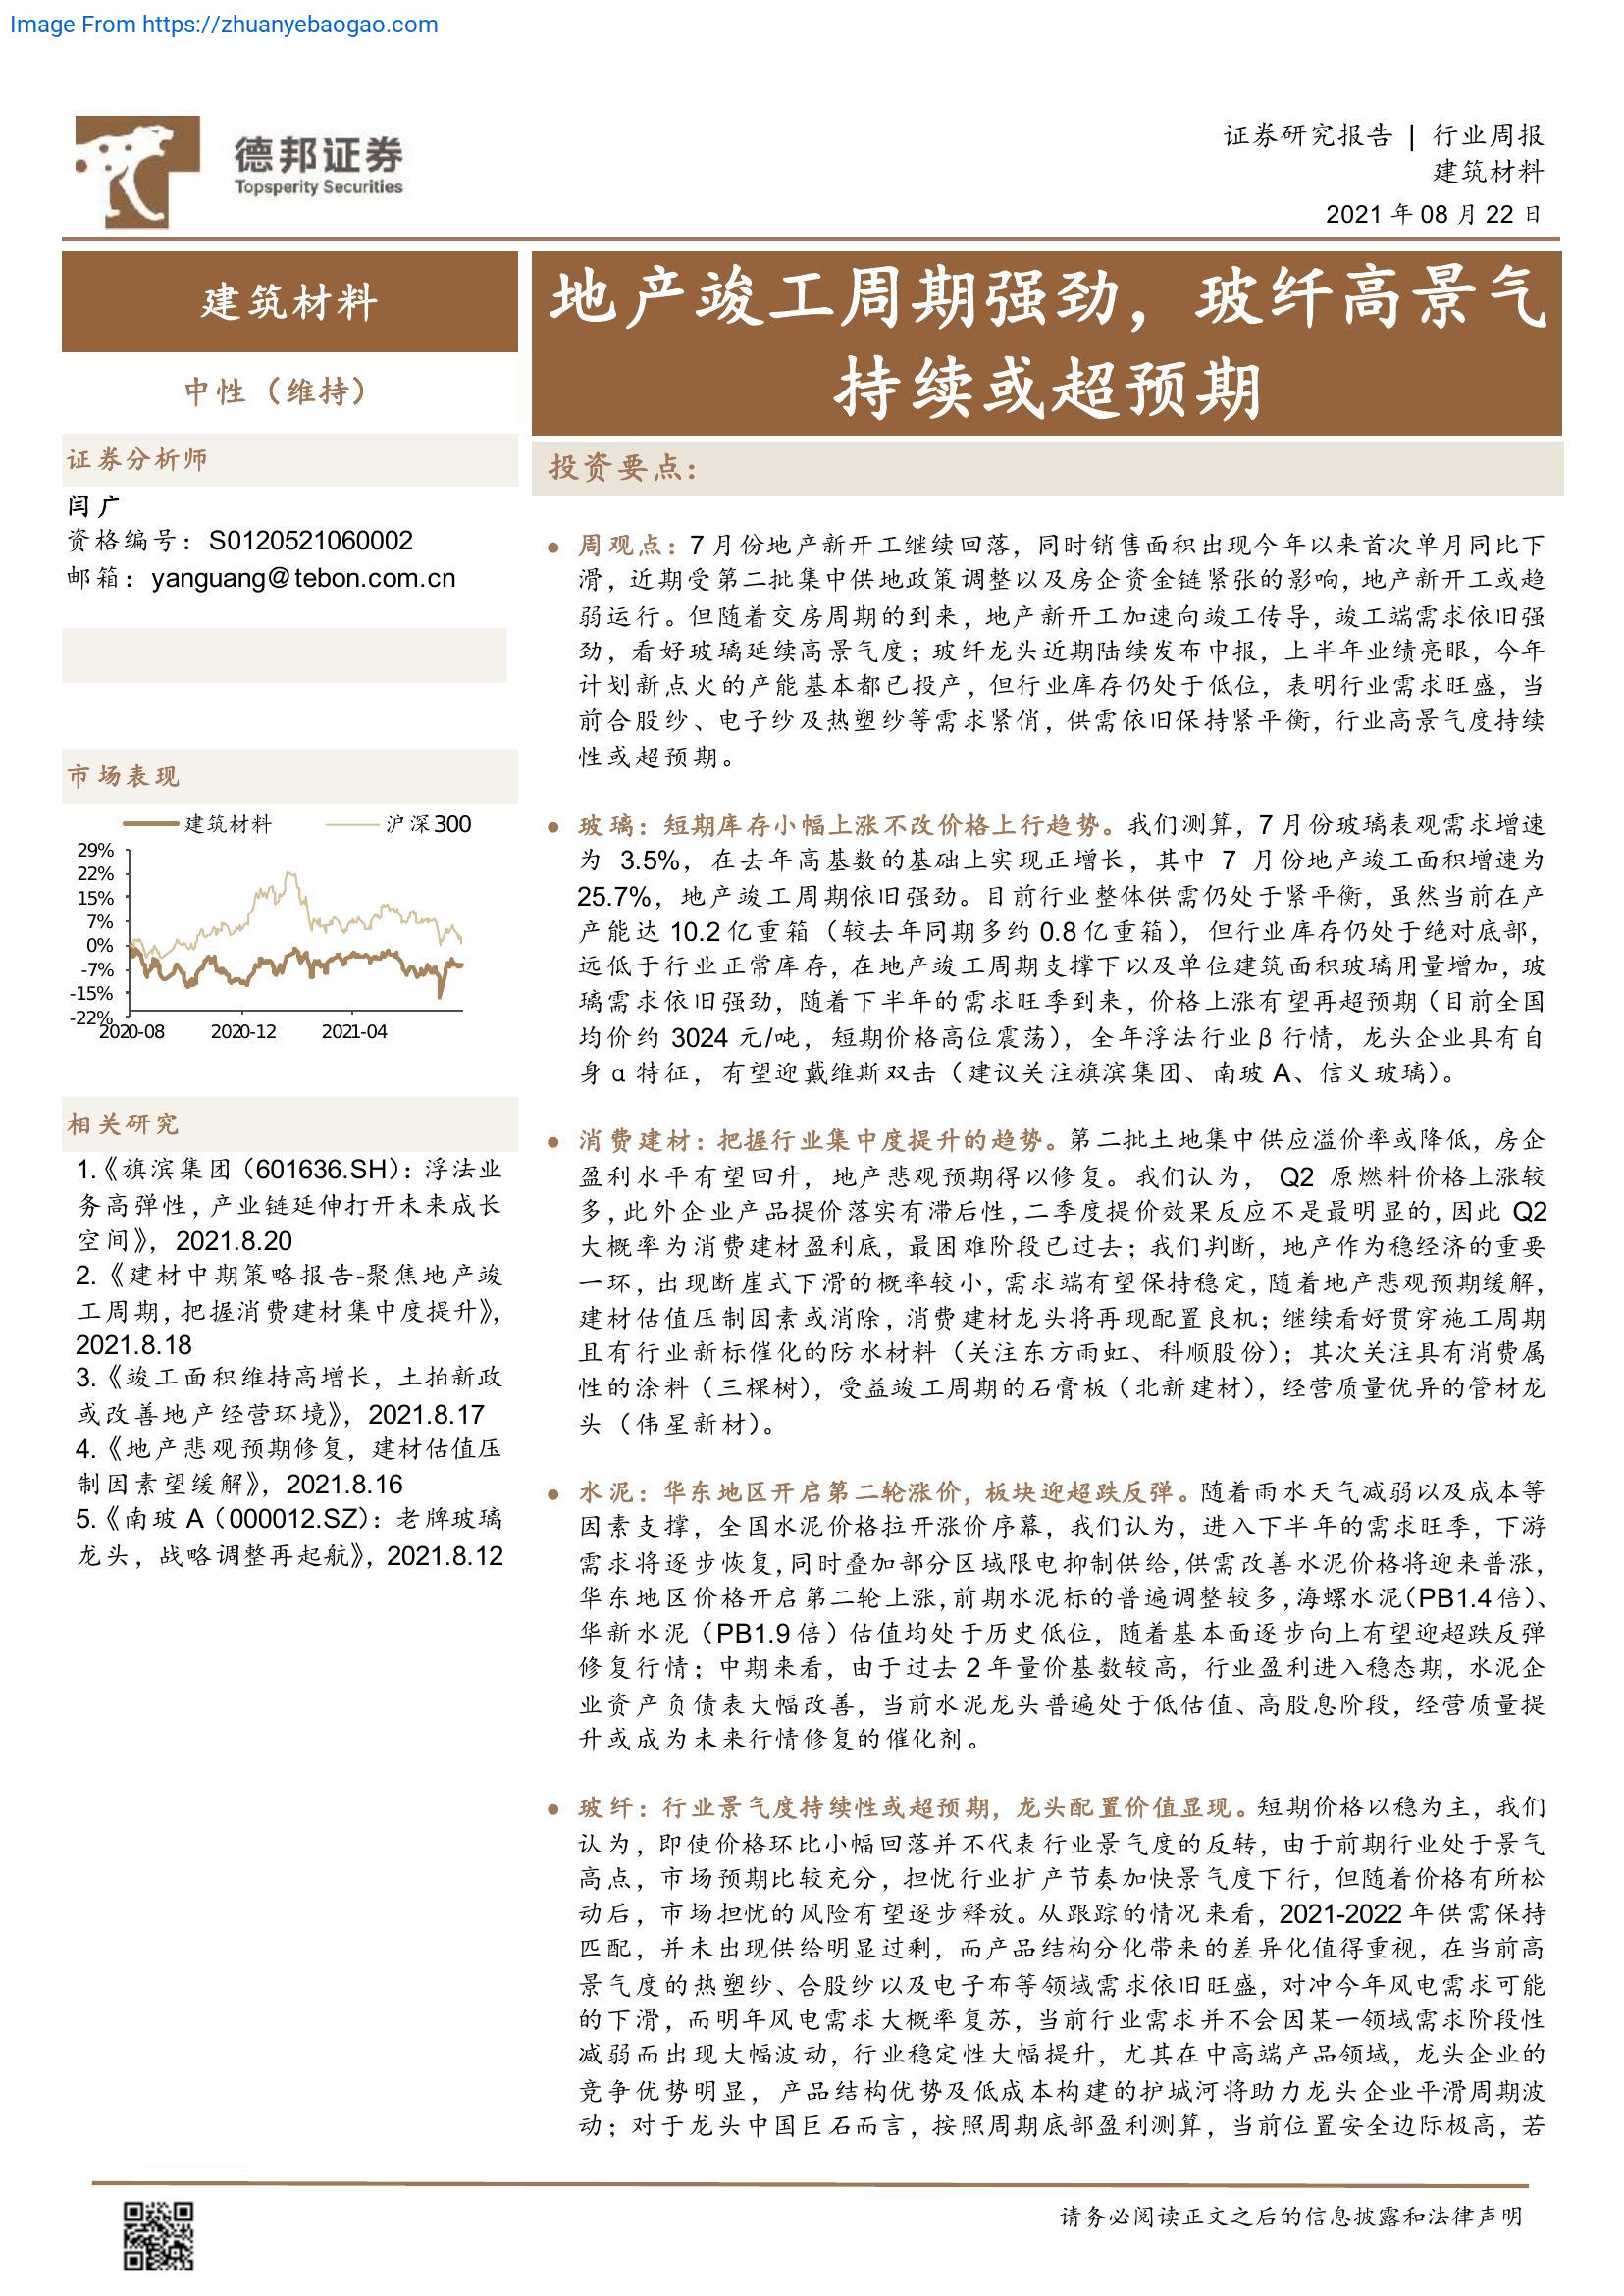 Image From https://zhuanyebaogao.com
德邦证券
Topsperity Securities
证券研究报告 | 行业周报
建筑材料
2021 年 08 月 22 日
建筑材料
中性（维持）
证券分析师
闫广
资格编号：S0120521060002
邮箱：yanguang@tebon.com.cn
市场表现
建筑材料 沪深300
29%
22%
15%
7%
0%
-7%
-15%
-22%
2020-08 2020-12 2021-04
相关研究
1.《旗滨集团（601636.SH）：浮法业
务高弹性，产业链延伸打开未来成长
空间》，2021.8.20
2.《建材中期策略报告-聚焦地产竣
工周期，把握消费建材集中度提升》，
2021.8.18
3.《竣工面积维持高增长，土拍新政
或改善地产经营环境》，2021.8.17
4.《地产悲观预期修复，建材估值压
制因素望缓解》，2021.8.16
5.《南玻 A（000012.SZ）：老牌玻璃
龙头，战略调整再起航》，2021.8.12
地产竣工周期强劲，玻纤高景气
持续或超预期
投资要点：
● 周观点：7 月份地产新开工继续回落，同时销售面积出现今年以来首次单月同比下
滑，近期受第二批集中供地政策调整以及房企资金链紧张的影响，地产新开工或趋
弱运行。但随着交房周期的到来，地产新开工加速向竣工传导，竣工端需求依旧强
劲，看好玻璃延续高景气度；玻纤龙头近期陆续发布中报，上半年业绩亮眼，今年
计划新点火的产能基本都已投产，但行业库存仍处于低位，表明行业需求旺盛，当
前合股纱、电子纱及热塑纱等需求紧俏，供需依旧保持紧平衡，行业高景气度持续
性或超预期。
● 玻璃：短期库存小幅上涨不改价格上行趋势。我们测算，7 月份玻璃表观需求增速
为 3.5%，在去年高基数的基础上实现正增长，其中 7 月份地产竣工面积增速为
25.7%，地产竣工周期依旧强劲。目前行业整体供需仍处于紧平衡，虽然当前在产
产能达 10.2 亿重箱（较去年同期多约 0.8 亿重箱），但行业库存仍处于绝对底部，
远低于行业正常库存，在地产竣工周期支撑下以及单位建筑面积玻璃用量增加，玻
璃需求依旧强劲，随着下半年的需求旺季到来，价格上涨有望再超预期（目前全国
均价约 3024 元/吨，短期价格高位震荡），全年浮法行业β行情，龙头企业具有自
身α特征，有望迎戴维斯双击（建议关注旗滨集团、南玻 A、信义玻璃）。
● 消费建材：把握行业集中度提升的趋势。第二批土地集中供应溢价率或降低，房企
盈利水平有望回升，地产悲观预期得以修复。我们认为， Q2 原燃料价格上涨较
多，此外企业产品提价落实有滞后性，二季度提价效果反应不是最明显的，因此 Q2
大概率为消费建材盈利底，最困难阶段已过去；我们判断，地产作为稳经济的重要
一环，出现断崖式下滑的概率较小，需求端有望保持稳定，随着地产悲观预期缓解，
建材估值压制因素或消除，消费建材龙头将再现配置良机；继续看好贯穿施工周期
且有行业新标催化的防水材料（关注东方雨虹、科顺股份）；其次关注具有消费属
性的涂料（三棵树），受益竣工周期的石膏板（北新建材），经营质量优异的管材龙
头（伟星新材）。
● 水泥：华东地区开启第二轮涨价，板块迎超跌反弹。随着雨水天气减弱以及成本等
因素支撑，全国水泥价格拉开涨价序幕，我们认为，进入下半年的需求旺季，下游
需求将逐步恢复，同时叠加部分区域限电抑制供给，供需改善水泥价格将迎来普涨，
华东地区价格开启第二轮上涨，前期水泥标的普遍调整较多，海螺水泥（PB1.4 倍）、
华新水泥（PB1.9 倍）估值均处于历史低位，随着基本面逐步向上有望迎超跌反弹
修复行情；中期来看，由于过去 2 年量价基数较高，行业盈利进入稳态期，水泥企
业资产负债表大幅改善，当前水泥龙头普遍处于低估值、高股息阶段，经营质量提
升或成为未来行情修复的催化剂。
● 玻纤：行业景气度持续性或超预期，龙头配置价值显现。短期价格以稳为主，我们
认为，即使价格环比小幅回落并不代表行业景气度的反转，由于前期行业处于景气
高点，市场预期比较充分，担忧行业扩产节奏加快景气度下行，但随着价格有所松
动后，市场担忧的风险有望逐步释放。从跟踪的情况来看，2021-2022 年供需保持
匹配，并未出现供给明显过剩，而产品结构分化带来的差异化值得重视，在当前高
景气度的热塑纱、合股纱以及电子布等领域需求依旧旺盛，对冲今年风电需求可能
的下滑，而明年风电需求大概率复苏，当前行业需求并不会因某一领域需求阶段性
减弱而出现大幅波动，行业稳定性大幅提升，尤其在中高端产品领域，龙头企业的
竞争优势明显，产品结构优势及低成本构建的护城河将助力龙头企业平滑周期波
动；对于龙头中国巨石而言，按照周期底部盈利测算，当前位置安全边际极高，若
请务必阅读正文之后的信息披露和法律声明